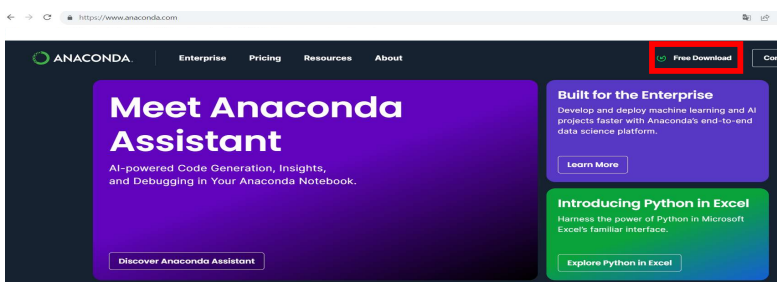 https://www.anaconda.com
ANACONDA.
Enterprise Pricing Resources About
Free Download
Meet Anaconda
Assistant
AI-powered Code Generation, Insights,
and Debugging in Your Anaconda Notebook.
Discover Anaconda Assistant
Built for the Enterprise
Develop and deploy machine learning and AI
projects faster with Anaconda's end-to-end
data science platform.
Learn More
Introducing Python in Excel
Harness the power of Python in Microsoft
Excel's familiar interface.
Explore Python in Excel